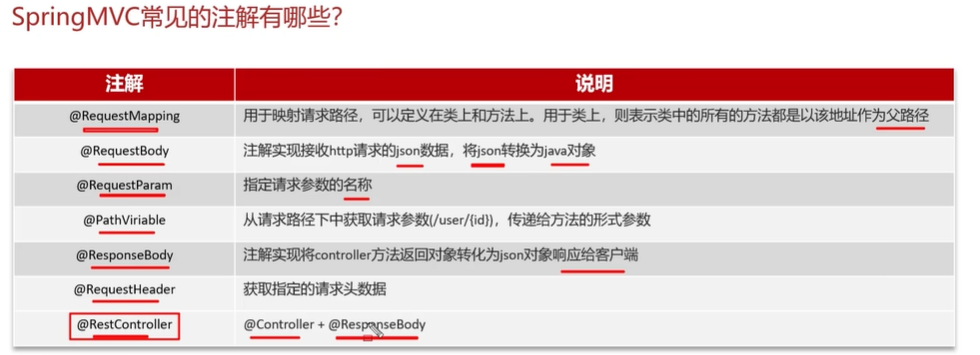 SpringMVC常见的注解有哪些？
注解 说明
@RequestMapping 用于映射请求路径，可以定义在类上和方法上。用于类上，则表示类中的所有的方法都是以该地址作为父路径
@RequestBody 注解实现接收http请求的json数据，将json转换为java对象
@RequestParam 指定请求参数的名称
@PathViriable 从请求路径下中获取请求参数(/user/{id})，传递给方法的形式参数
@ResponseBody 注解实现将controller方法返回对象转化为json对象响应给客户端
@RequestHeader 获取指定的请求头数据
@RestController @Controller + @ResponseBody